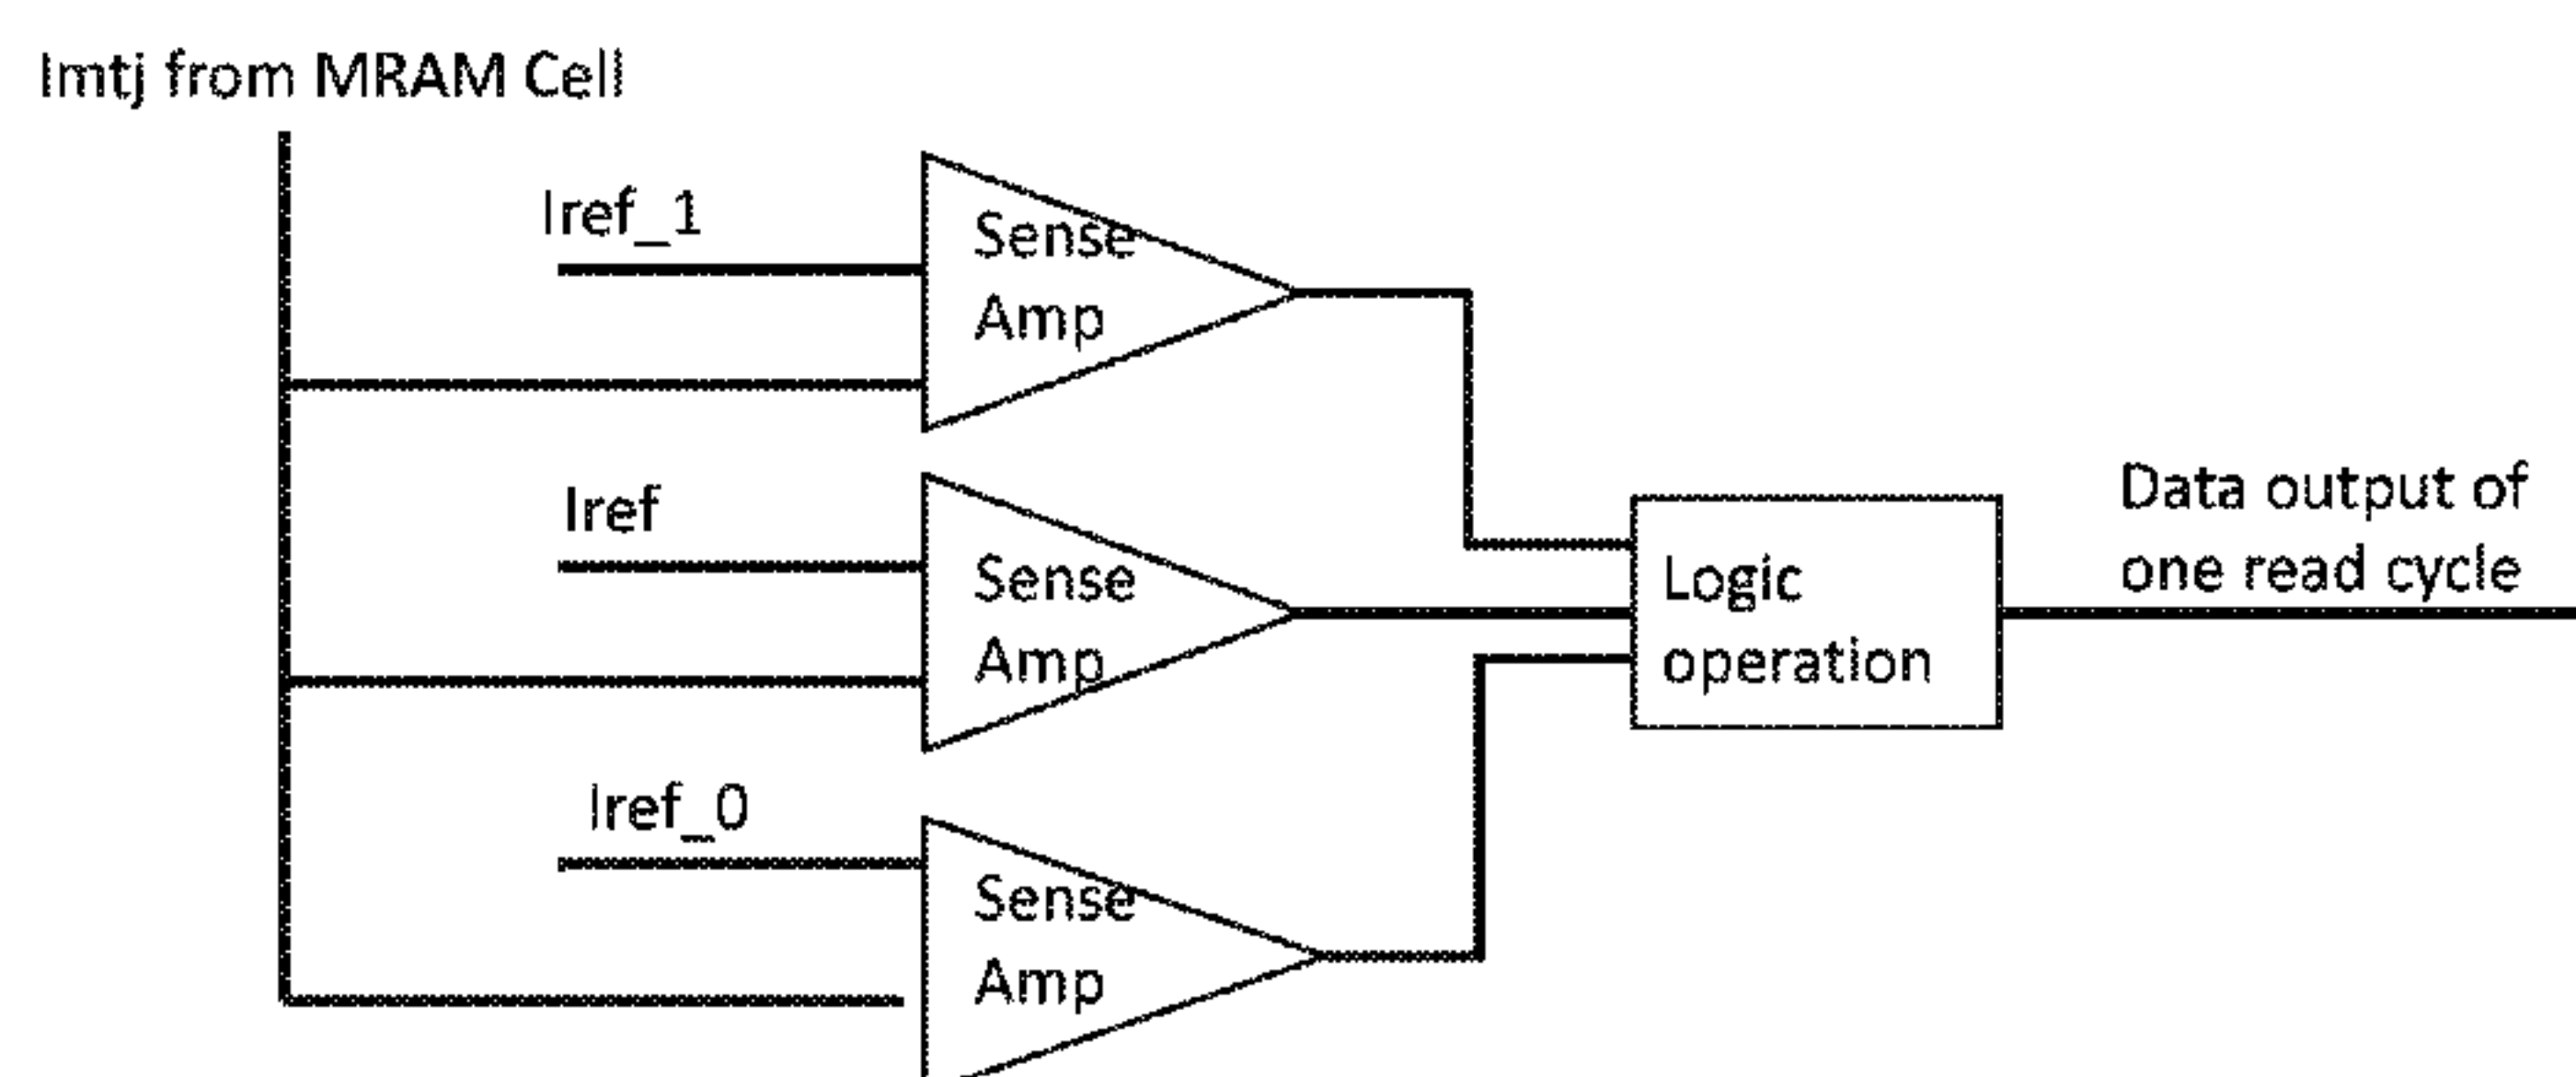 Imtj from MRAM Cell
Iref_1
Sense
Amp
Iref
Sense
Amp
Logic
operation
Data output of
one read cycle
Iref_0
Sense
Amp